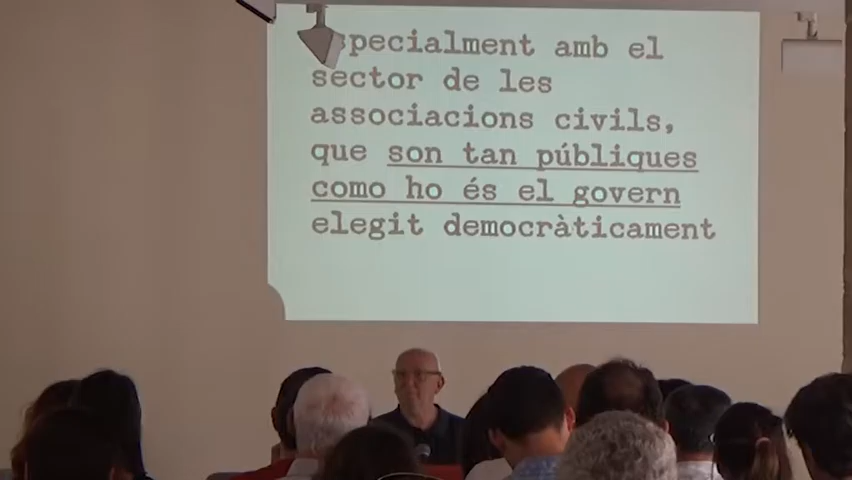 specialment amb el
sector de les
associacions civils,
que son tan públiques
como ho és el govern
elegit democràticament